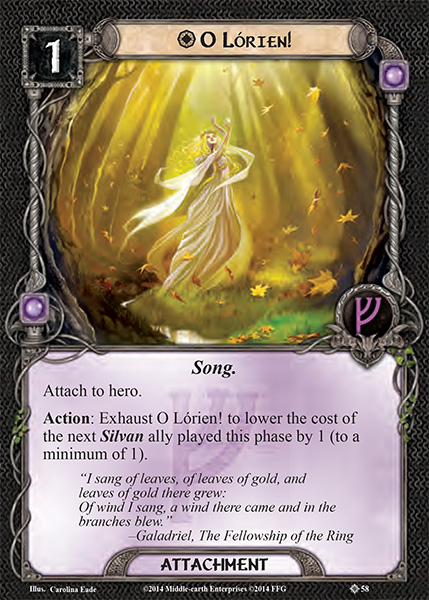 1
O Lórien!
Song.
Attach to hero.
Action: Exhaust O Lórien! to lower the cost of
the next Silvan ally played this phase by 1 (to a
minimum of 1).
“I sang of leaves, of leaves of gold, and
leaves of gold there grew:
Of wind I sang, a wind there came and in the
branches blew.”
–Galadriel, The Fellowship of the Ring
ATTACHMENT
Illus. Carolina Eade
©2014 Middle-earth Enterprises ©2014 FFG
58